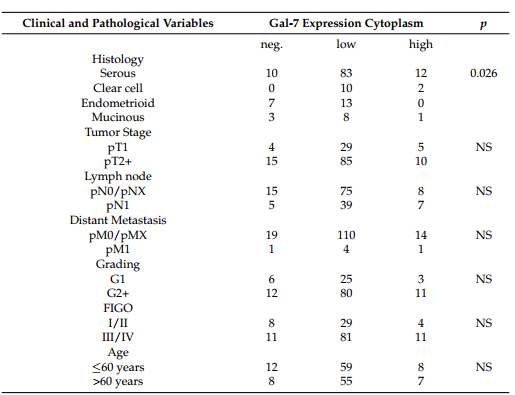 Clinical and Pathological Variables Gal-7 Expression Cytoplasm p
neg. low high
Histology
Serous 10 83 12 0.026
Clear cell 0 10 2
Endometrioid 7 13 0
Mucinous 3 8 1
Tumor Stage
pT1 4 29 5 NS
pT2+ 15 85 10
Lymph node
pN0/pNX 15 75 8 NS
pN1 5 39 7
Distant Metastasis
pM0/pMX 19 110 14 NS
pM1 1 4 1
Grading
G1 6 25 3 NS
G2+ 12 80 11
FIGO
I/II 8 29 4 NS
III/IV 11 81 11
Age
≤60 years 12 59 8 NS
>60 years 8 55 7